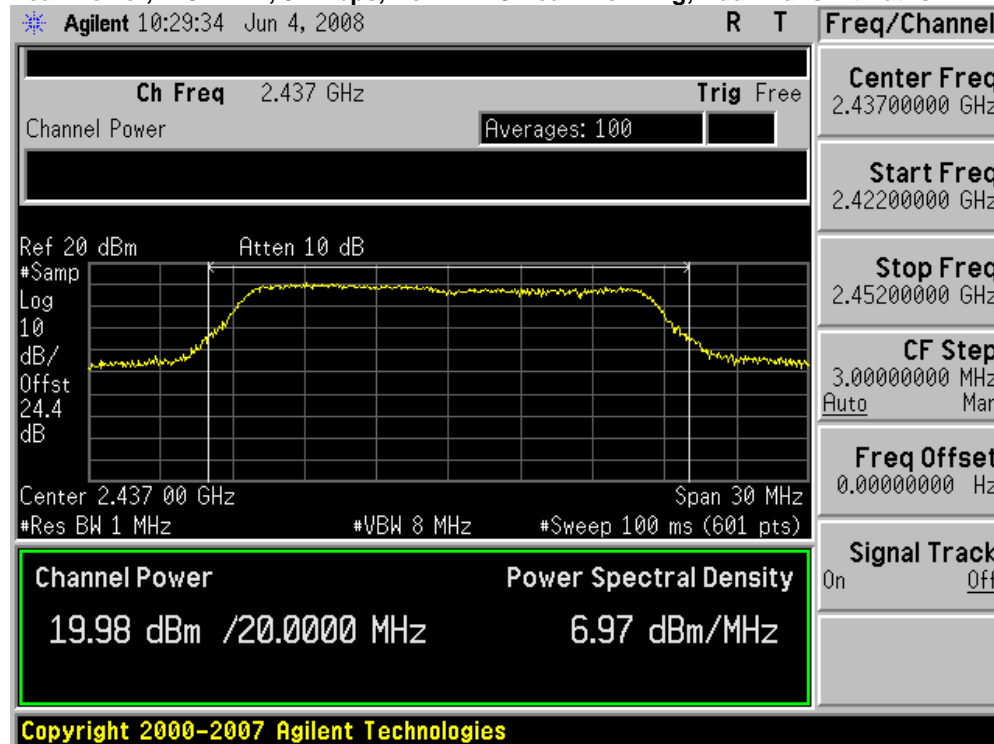 Agilent 10:29:34 Jun 4, 2008 R T
Freq/Channel
Ch Freq 2.437 GHz Trig Free
Channel Power Averages: 100
Ref 20 dBm Atten 10 dB
#Samp
Log
10
dB/
Offst
24.4
dB
Center 2.437 00 GHz Span 30 MHz
#Res BW 1 MHz #VBW 8 MHz #Sweep 100 ms (601 pts)
Channel Power Power Spectral Density
19.98 dBm /20.0000 MHz 6.97 dBm/MHz
Center Freq
2.43700000 GHz
Start Freq
2.42200000 GHz
Stop Freq
2.45200000 GHz
CF Step
3.00000000 MHz
Auto Man
Freq Offset
0.00000000 Hz
Signal Track
On Off
Copyright 2000-2007 Agilent Technologies